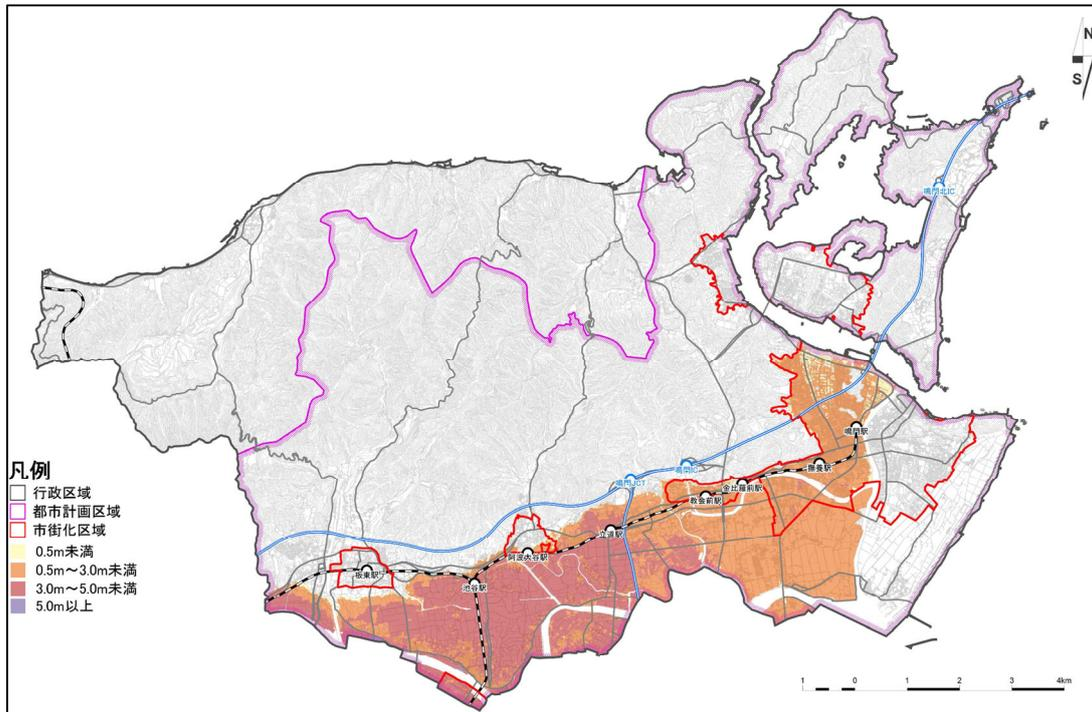 N
S
鳴門北IC
鳴門駅
撫養駅
鳴門IC
金比羅前駅
鳴門JCT
教会前駅
立道駅
阿波大谷駅
板東駅
池谷駅
凡例
行政区域
都市計画区域
市街化区域
0.5m未満
0.5m～3.0m未満
3.0m～5.0m未満
5.0m以上
1 0 1 2 3 4km